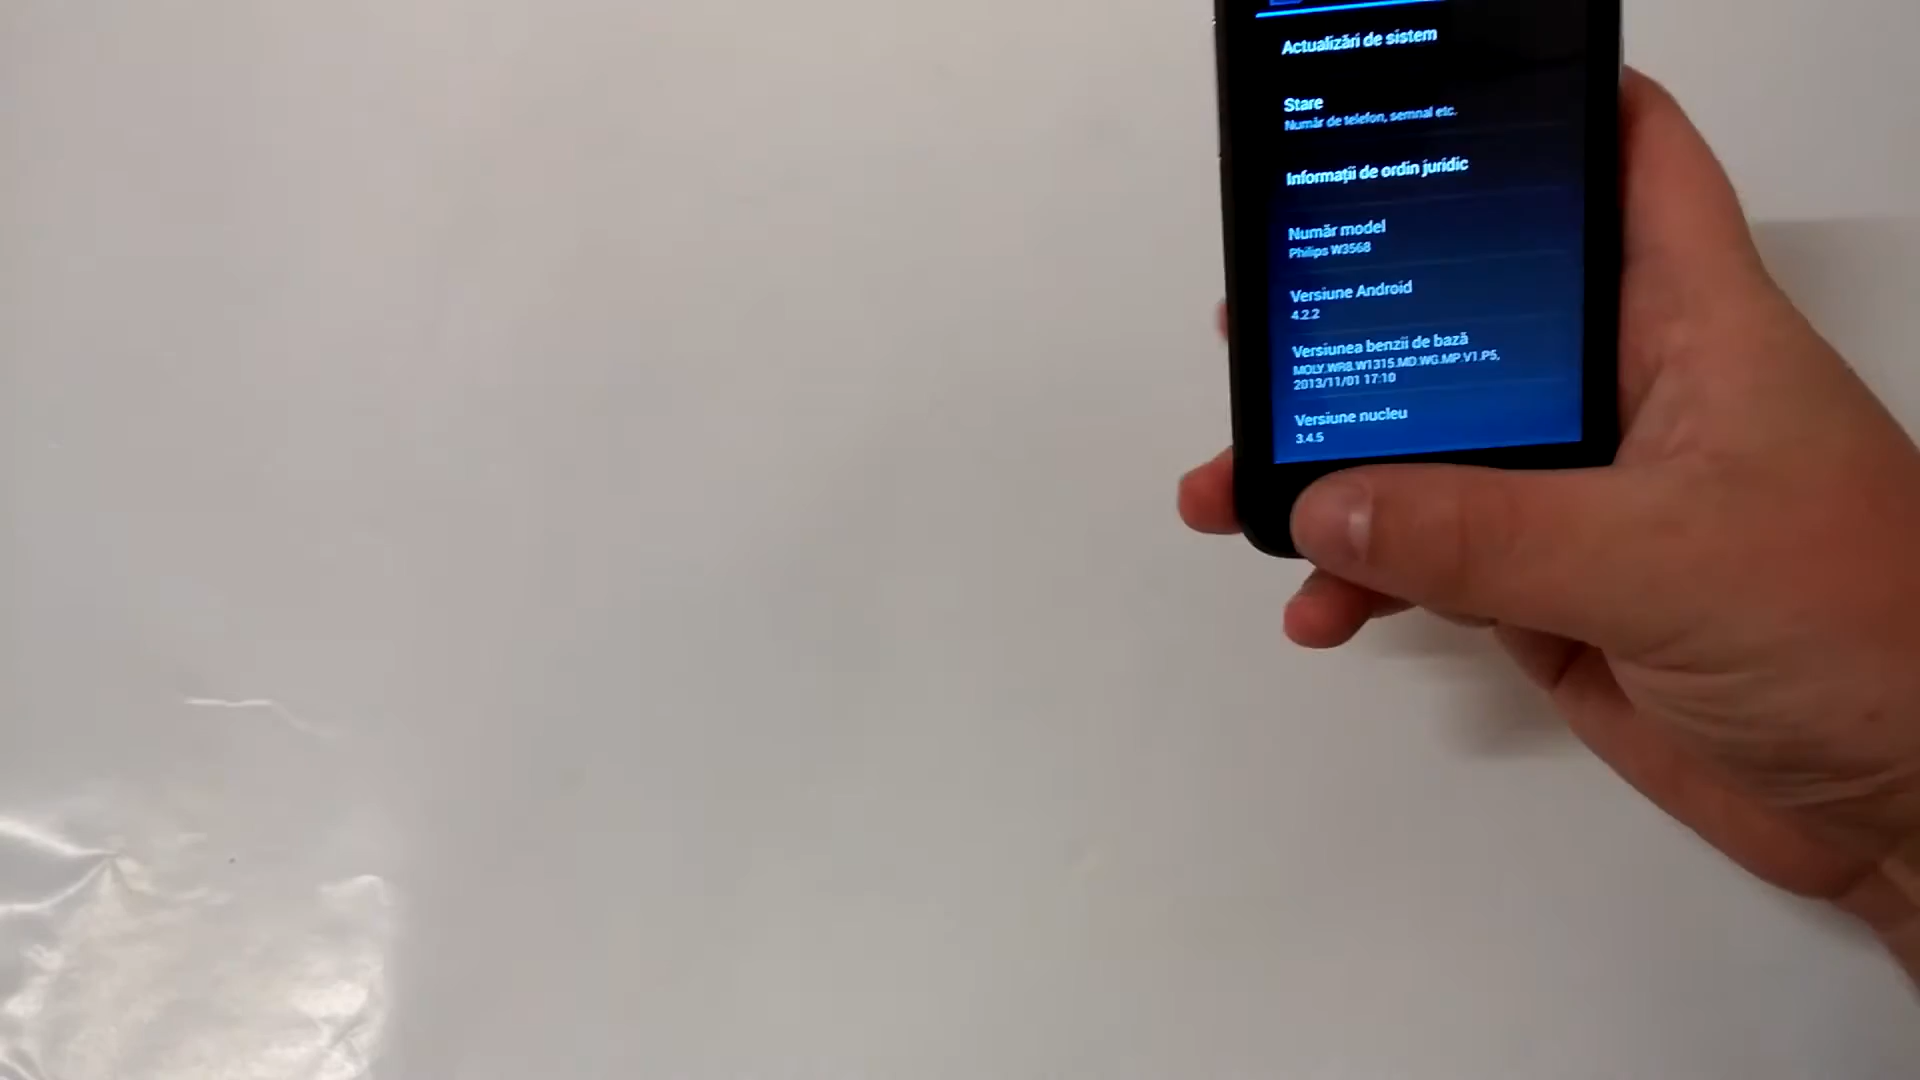 Actualizări de sistem
Stare
Număr de telefon, semnal etc.
Informații de ordin juridic
Număr model
Philips W3568
Versiune Android
4.2.2
Versiunea benzii de bază
MOLY.WR8.W1315.MD.WG.MP.V1.P5,
2013/11/01 17:10
Versiune nucleu
3.4.5